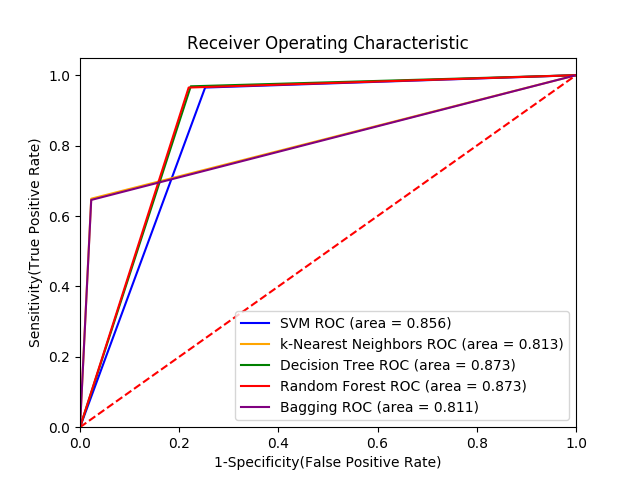 Receiver Operating Characteristic
Sensitivity(True Positive Rate)
1.0
0.8
0.6
0.4
0.2
0.0
0.0 0.2 0.4 0.6 0.8 1.0
1-Specificity(False Positive Rate)
SVM ROC (area = 0.856)
k-Nearest Neighbors ROC (area = 0.813)
Decision Tree ROC (area = 0.873)
Random Forest ROC (area = 0.873)
Bagging ROC (area = 0.811)